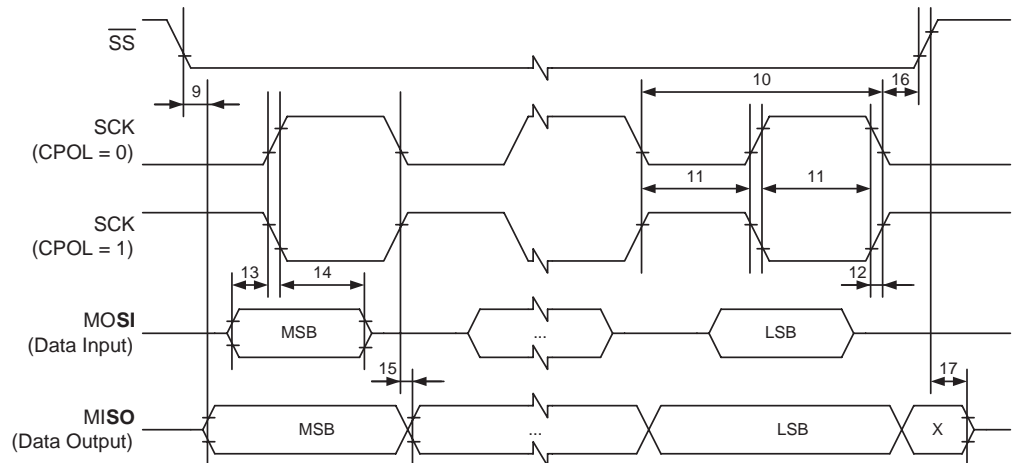 SS
9
10
16
SCK
(CPOL = 0)
11
11
SCK
(CPOL = 1)
13
14
12
MOSI
(Data Input)
MSB
...
LSB
15
17
MISO
(Data Output)
MSB
...
LSB
X